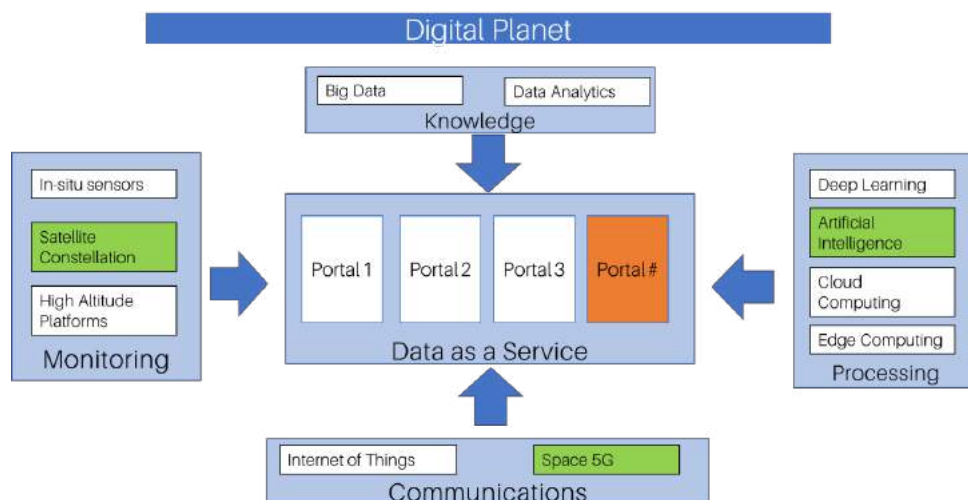 Digital Planet
Big Data
Data Analytics
Knowledge
In-situ sensors
Satellite
Constellation
High Altitude
Platforms
Monitoring
Portal 1
Portal 2
Portal 3
Portal #
Data as a Service
Deep Learning
Artificial
Intelligence
Cloud
Computing
Edge Computing
Processing
Internet of Things
Space 5G
Communications